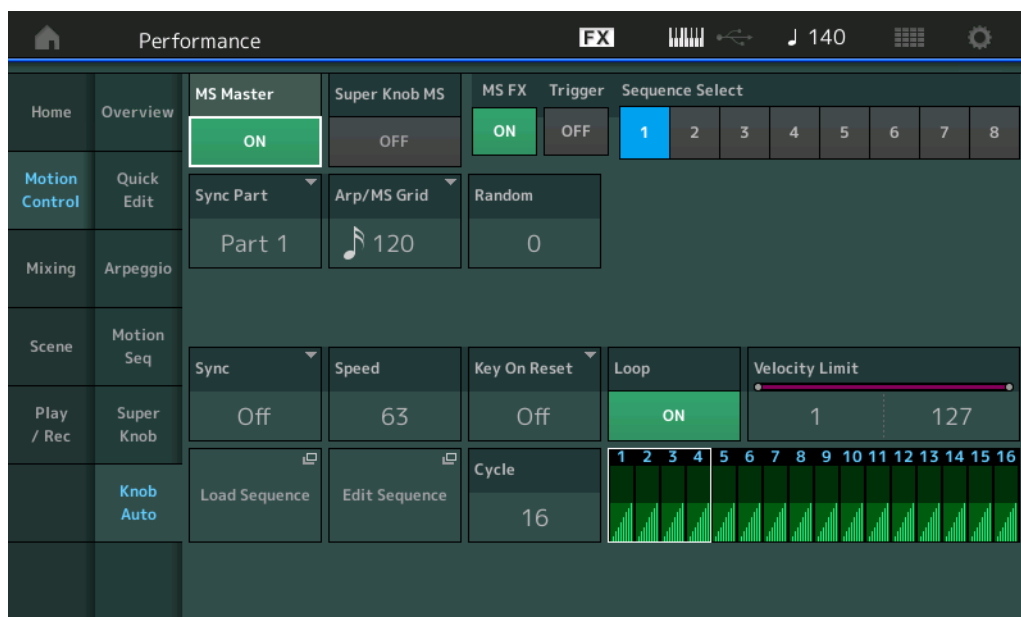 Performance FX 140
Home
Motion
Control
Mixing
Scene
Play
/ Rec
Overview
Quick
Edit
Arpeggio
Motion
Seq
Super
Knob
Knob
Auto
MS Master
ON
Super Knob MS
OFF
MS FX
ON
Trigger
OFF
Sequence Select
1 2 3 4 5 6 7 8
Sync Part
Part 1
Arp/MS Grid
120
Random
0
Sync
Off
Speed
63
Key On Reset
Off
Loop
ON
Velocity Limit
1 127
Load Sequence
Edit Sequence
Cycle
16
1 2 3 4 5 6 7 8 9 10 11 12 13 14 15 16